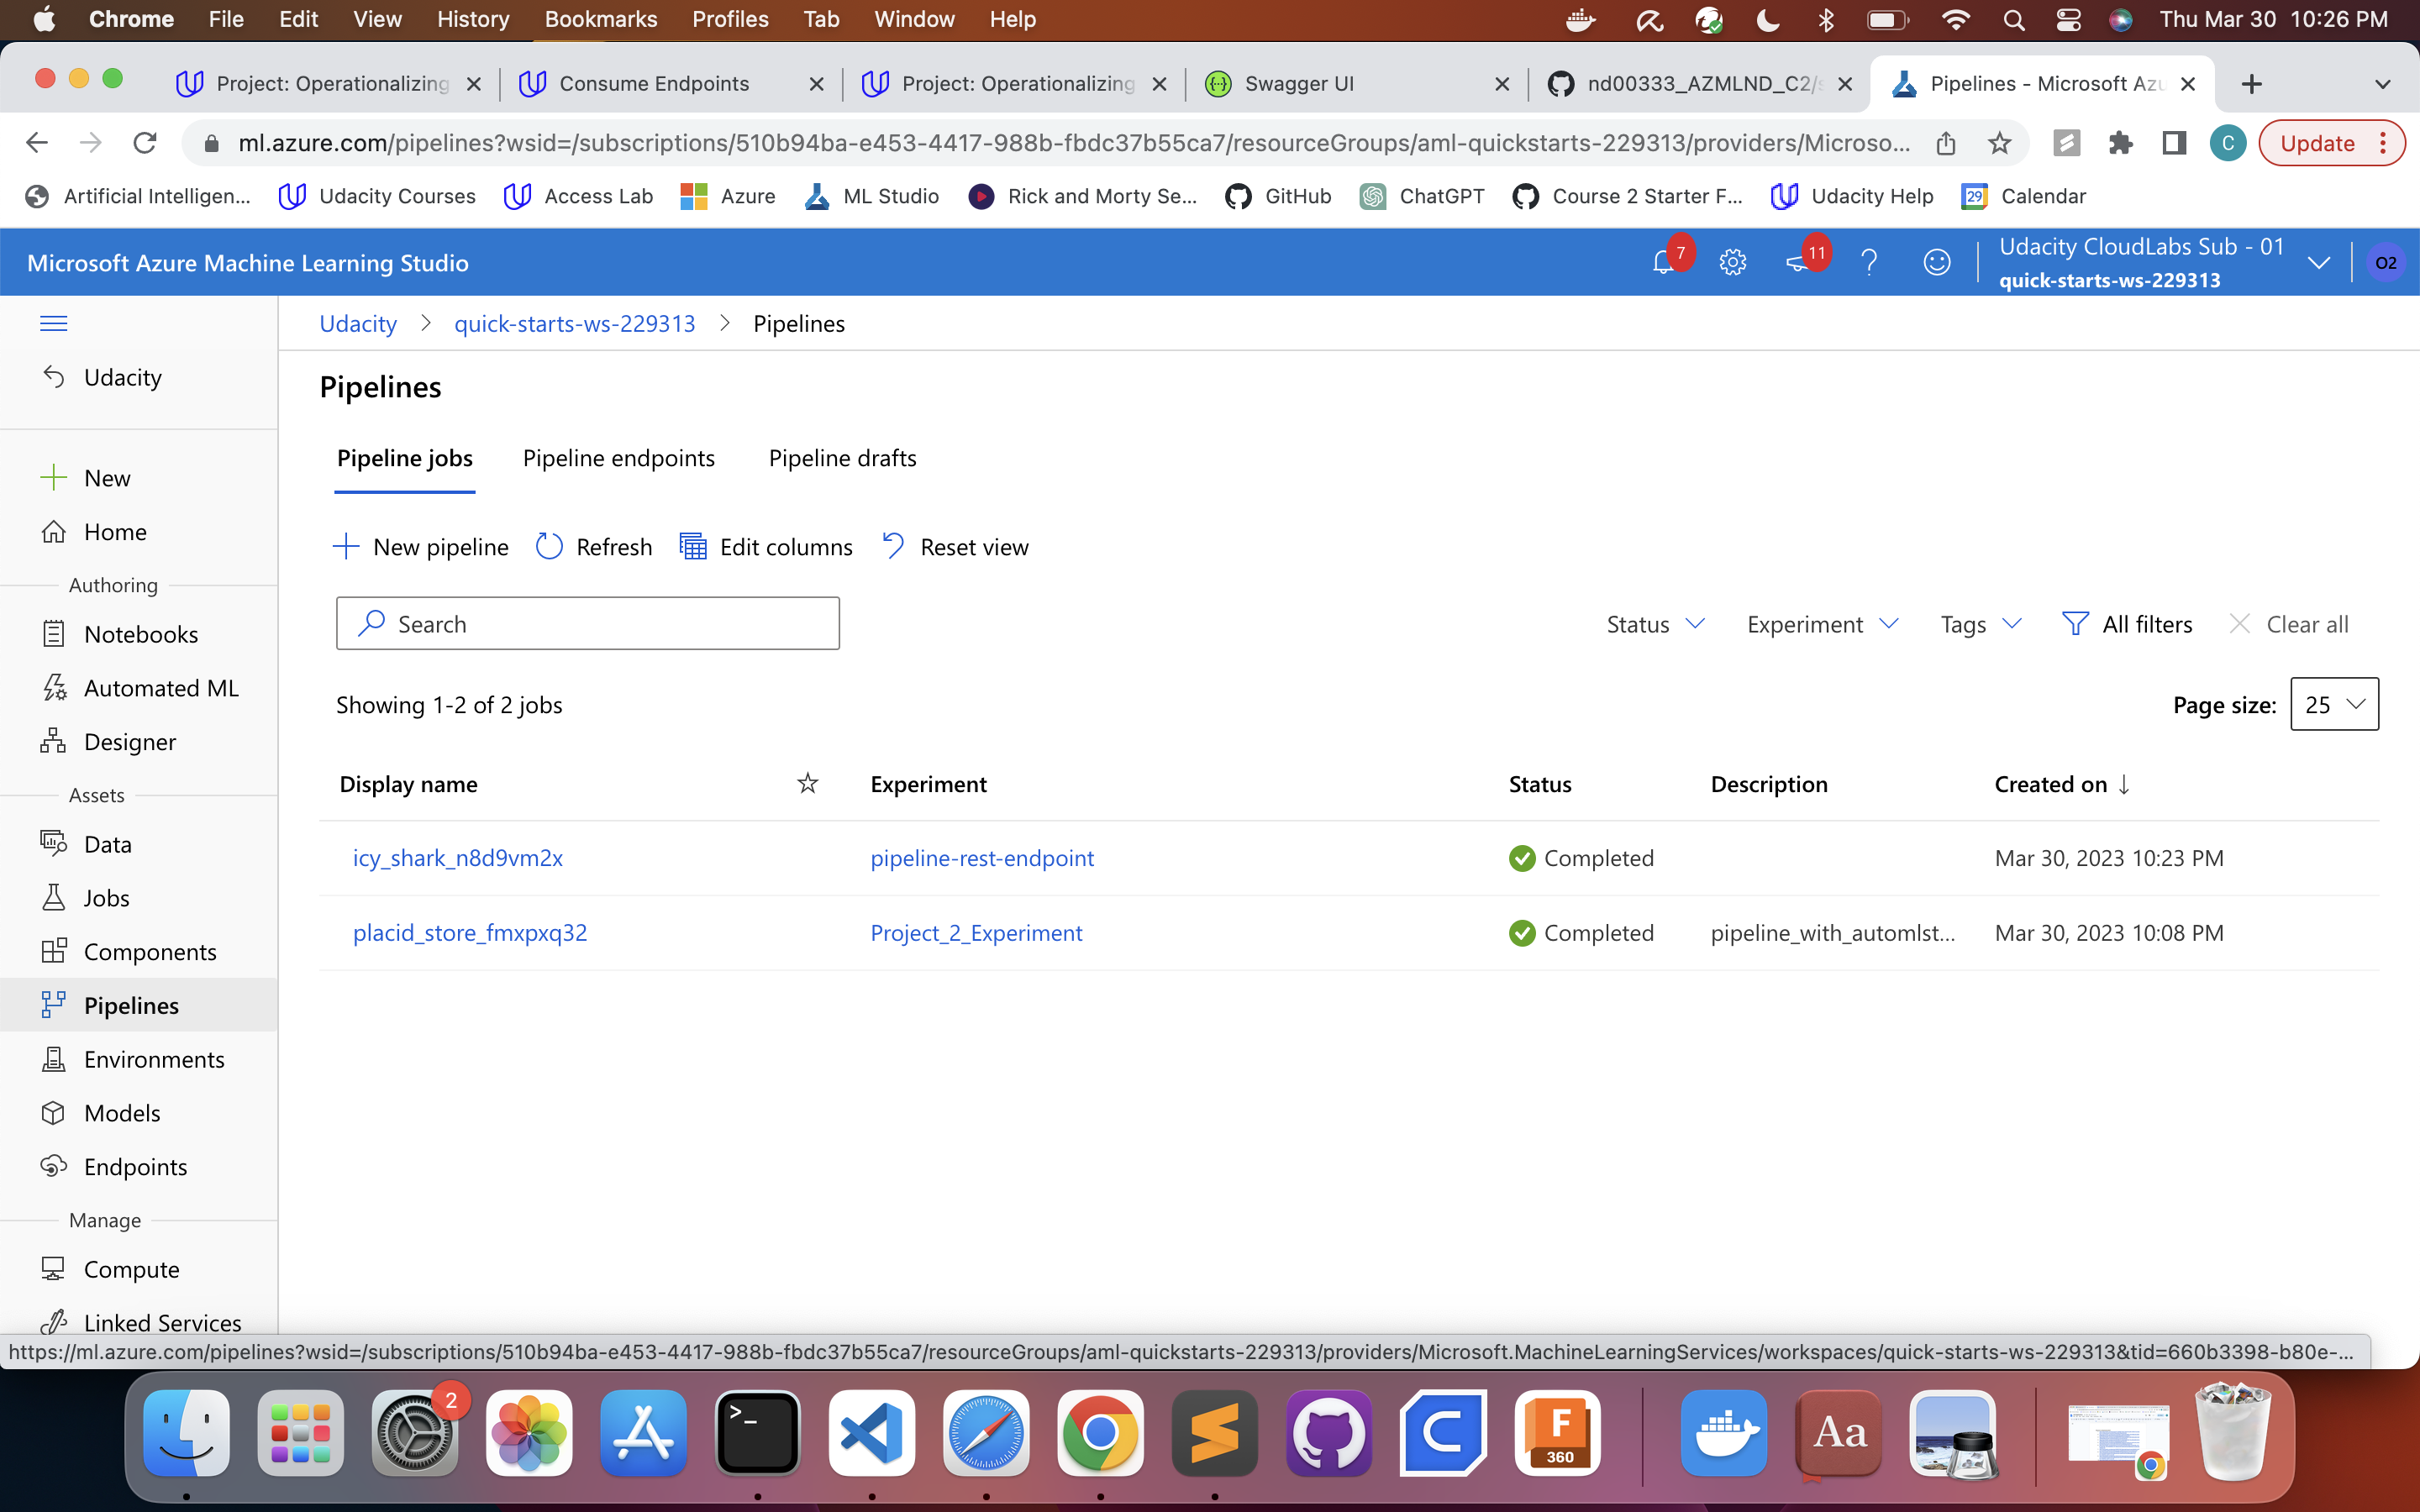 Chrome File Edit View History Bookmarks Profiles Tab Window Help Thu Mar 30 10:26 PM
Project: Operationalizing Consume Endpoints Project: Operationalizing Swagger UI nd00333_AZMLND_C2/s Pipelines - Microsoft Azu
ml.azure.com/pipelines?wsid=/subscriptions/510b94ba-e453-4417-988b-fbdc37b55ca7/resourceGroups/aml-quickstarts-229313/providers/Microso... C Update
Artificial Intelligen... Udacity Courses Access Lab Azure ML Studio Rick and Morty Se... GitHub ChatGPT Course 2 Starter F... Udacity Help 29 Calendar
Microsoft Azure Machine Learning Studio 7 11 Udacity CloudLabs Sub - 01 O2
quick-starts-ws-229313
Udacity > quick-starts-ws-229313 > Pipelines
Udacity
Pipelines
Pipeline jobs Pipeline endpoints Pipeline drafts
New
Home
New pipeline Refresh Edit columns Reset view
Authoring
Notebooks
Search Status Experiment Tags All filters Clear all
Automated ML
Showing 1-2 of 2 jobs Page size: 25
Designer
Assets
Display name Experiment Status Description Created on ↓
Data
icy_shark_n8d9vm2x pipeline-rest-endpoint Completed Mar 30, 2023 10:23 PM
Jobs
placid_store_fmxpxq32 Project_2_Experiment Completed pipeline_with_automlst... Mar 30, 2023 10:08 PM
Components
Pipelines
Environments
Models
Endpoints
Manage
Compute
Linked Services
https://ml.azure.com/pipelines?wsid=/subscriptions/510b94ba-e453-4417-988b-fbdc37b55ca7/resourceGroups/aml-quickstarts-229313/providers/Microsoft.MachineLearningServices/workspaces/quick-starts-ws-229313&tid=660b3398-b80e-...
2 >_ C F 360 Aa